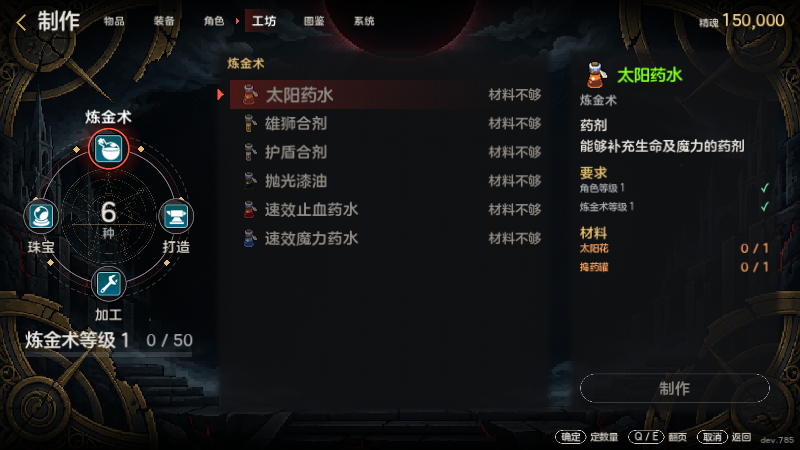 制作 物品 装备 角色 工坊 图鉴 系统 精魂 150,000
炼金术
6
种
珠宝
打造
加工
炼金术等级 1 0 / 50
炼金术
太阳药水 材料不够
雄狮合剂 材料不够
护盾合剂 材料不够
抛光漆油 材料不够
速效止血药水 材料不够
速效魔力药水 材料不够
太阳药水
炼金术
药剂
能够补充生命及魔力的药剂
要求
角色等级 1
炼金术等级 1
材料
太阳花 0 / 1
捣药罐 0 / 1
制作
确定 定数量 Q / E 翻页 取消 返回 dev.785